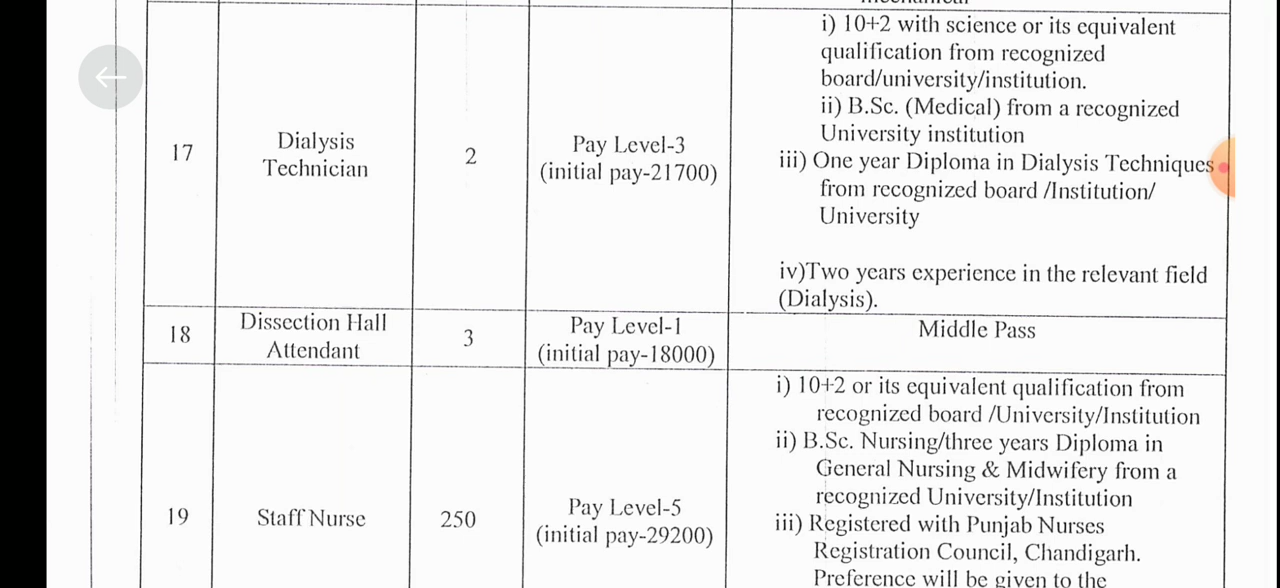 mechanical
17
Dialysis
Technician
2
Pay Level-3
(initial pay-21700)
i) 10+2 with science or its equivalent
qualification from recognized
board/university/institution.
ii) B.Sc. (Medical) from a recognized
University institution
iii) One year Diploma in Dialysis Techniques
from recognized board /Institution/
University
iv)Two years experience in the relevant field
(Dialysis).
18
Dissection Hall
Attendant
3
Pay Level-1
(initial pay-18000)
Middle Pass
19
Staff Nurse
250
Pay Level-5
(initial pay-29200)
i) 10+2 or its equivalent qualification from
recognized board /University/Institution
ii) B.Sc. Nursing/three years Diploma in
General Nursing & Midwifery from a
recognized University/Institution
iii) Registered with Punjab Nurses
Registration Council, Chandigarh.
Preference will be given to the